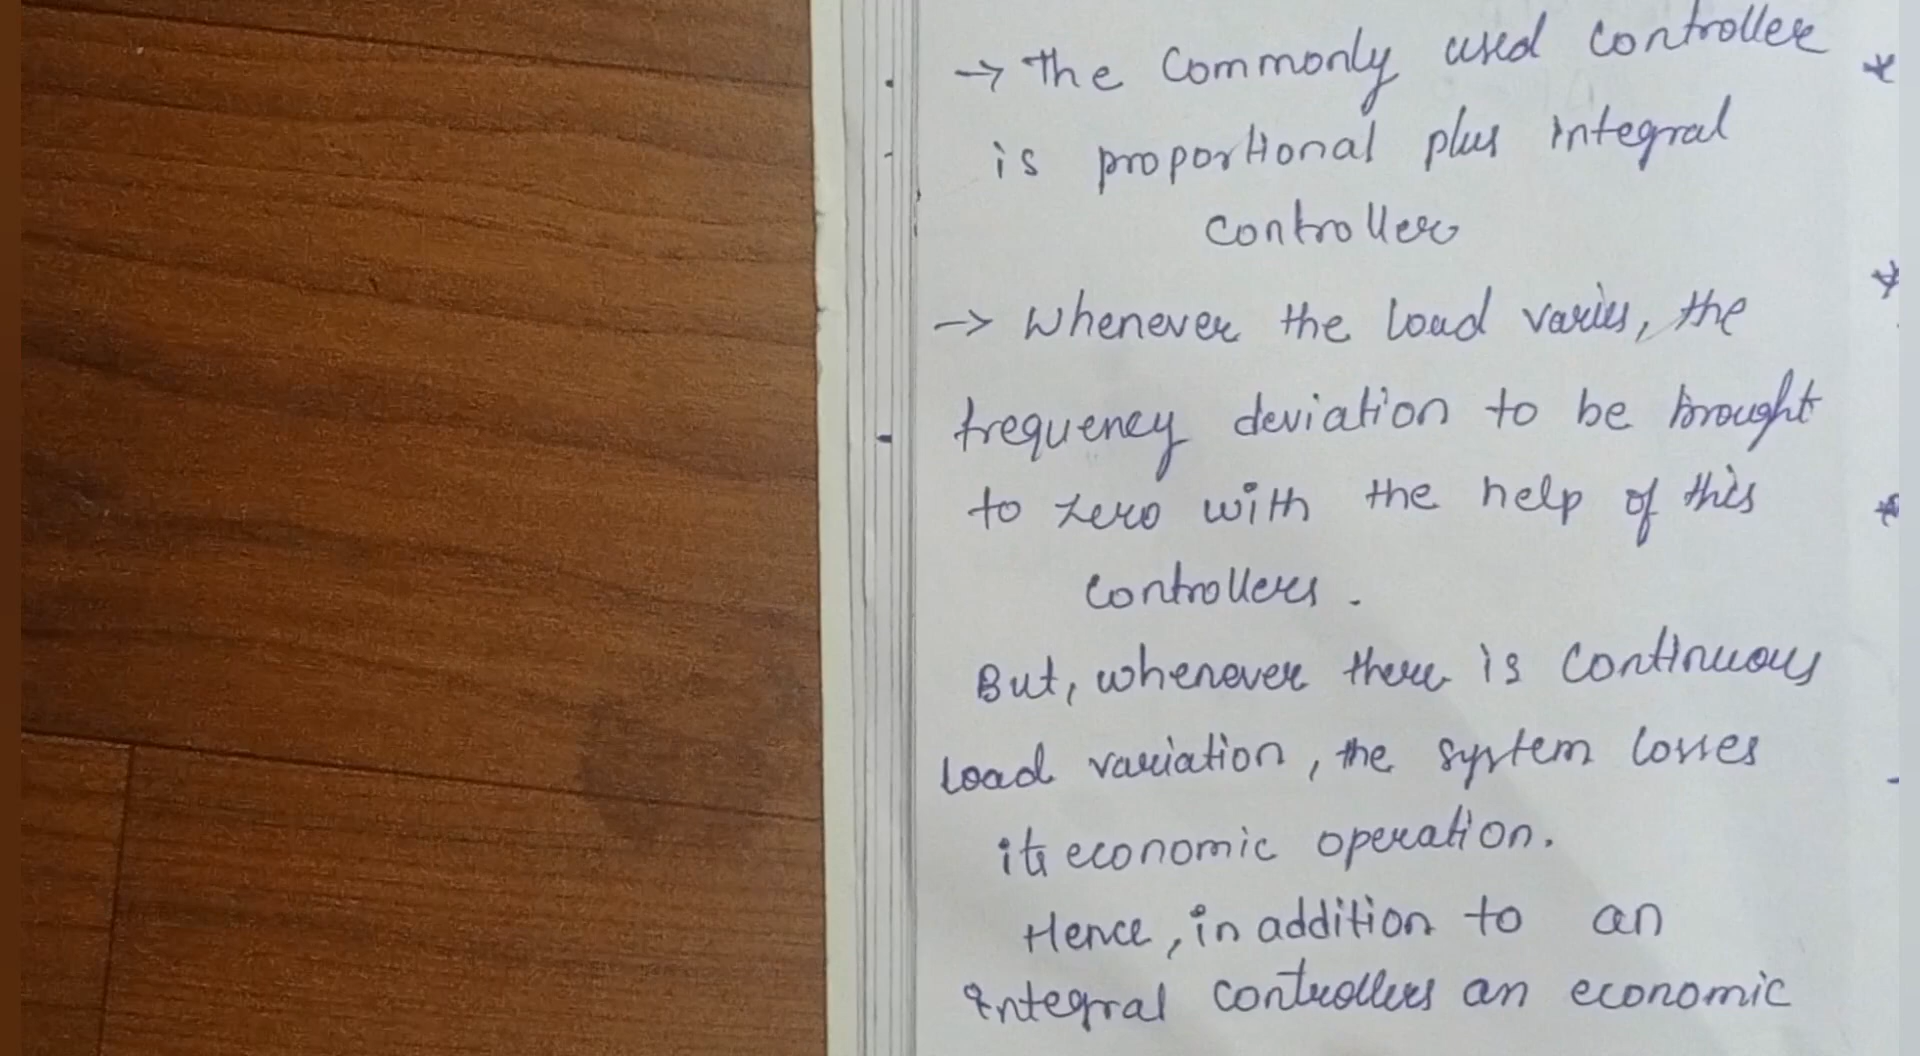 → the commonly used controller
is proportional plus integral
controller
→ Whenever the load varies, the
frequency deviation to be brought
to zero with the help of this
controllers.
But, whenever there is continuous
load variation, the system losses
its economic operation.
Hence, in addition to an
integral controllers an economic